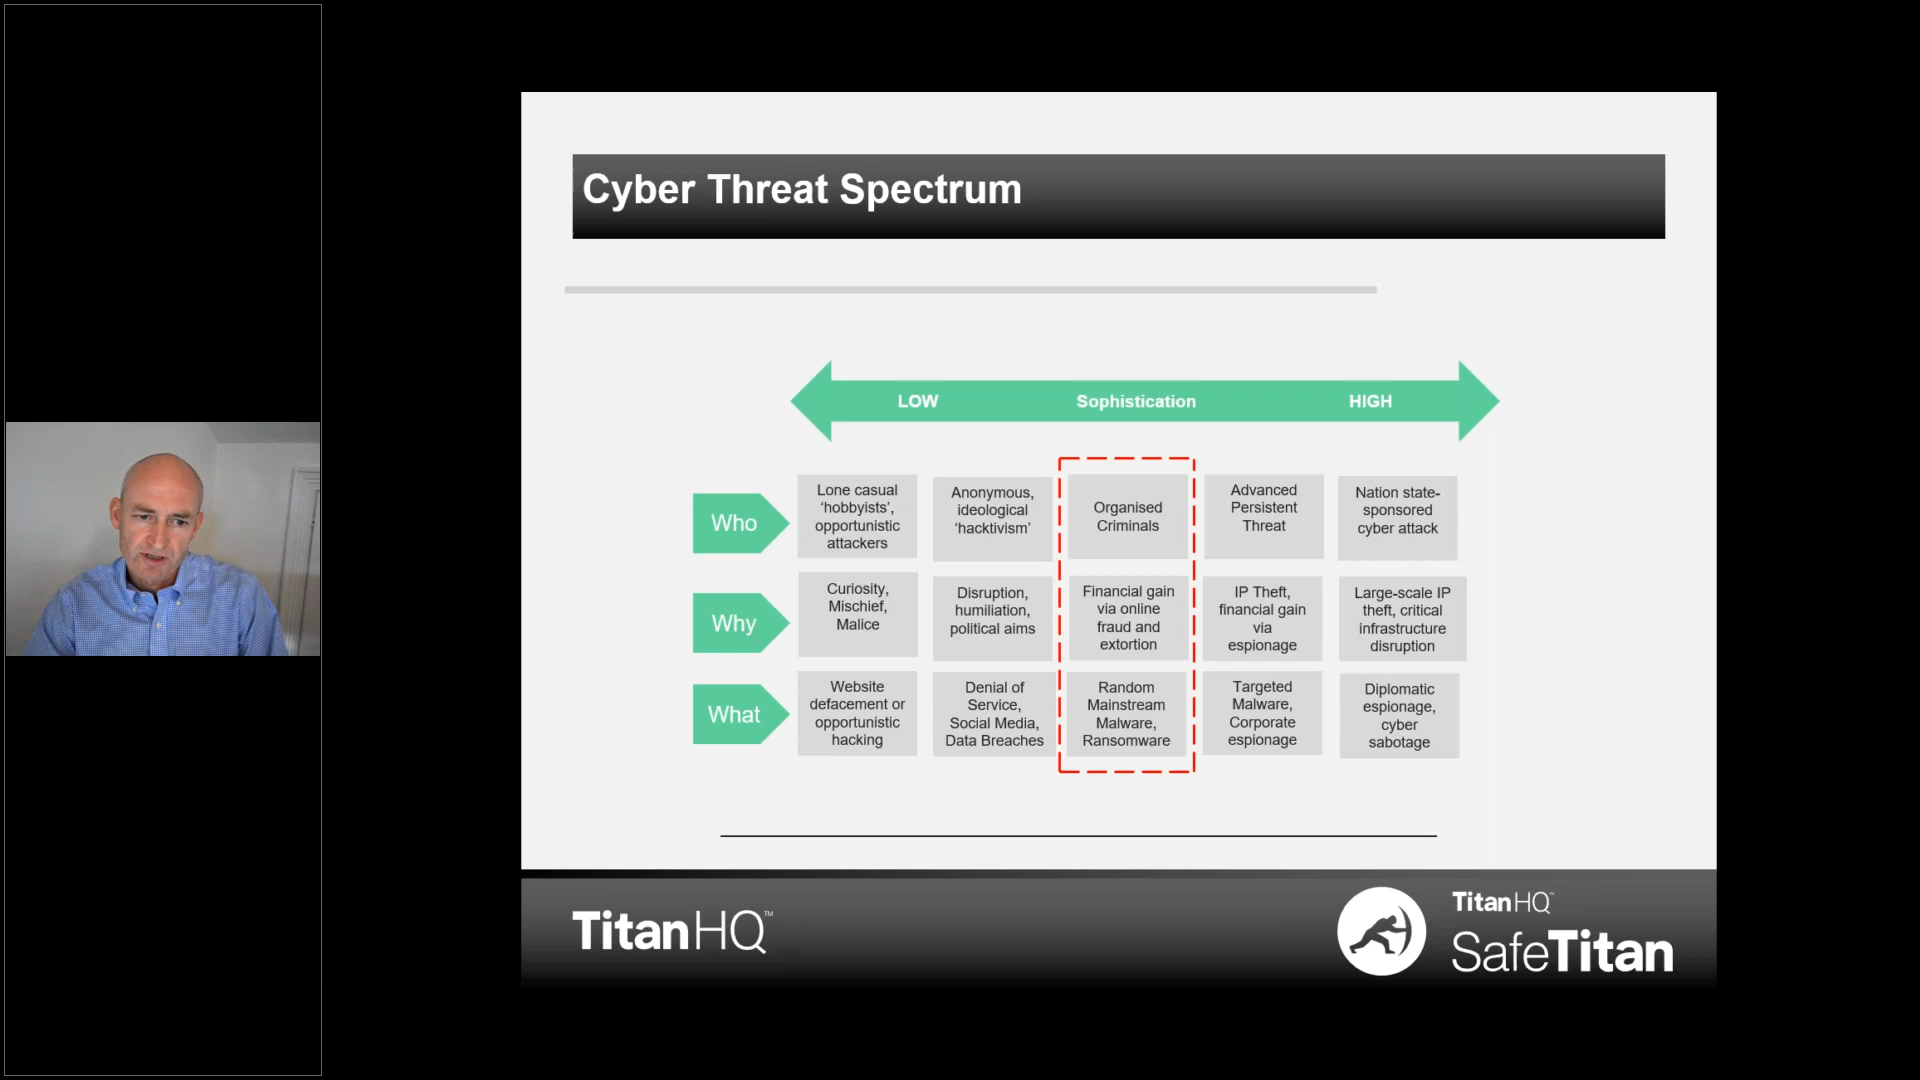 Cyber Threat Spectrum
LOW Sophistication HIGH
Who
Lone casual
‘hobbyists’,
opportunistic
attackers
Anonymous,
ideological
‘hacktivism’
Organised
Criminals
Advanced
Persistent
Threat
Nation state-
sponsored
cyber attack
Why
Curiosity,
Mischief,
Malice
Disruption,
humiliation,
political aims
Financial gain
via online
fraud and
extortion
IP Theft,
financial gain
via
espionage
Large-scale IP
theft, critical
infrastructure
disruption
What
Website
defacement or
opportunistic
hacking
Denial of
Service,
Social Media,
Data Breaches
Random
Mainstream
Malware,
Ransomware
Targeted
Malware,
Corporate
espionage
Diplomatic
espionage,
cyber
sabotage
TitanHQ™
TitanHQ™
SafeTitan